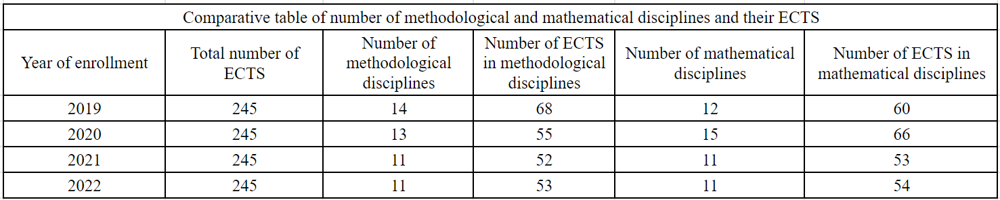 Comparative table of number of methodological and mathematical disciplines and their ECTS
Year of enrollment
Total number of
ECTS
Number of
methodological
disciplines
Number of ECTS
in methodological
disciplines
Number of mathematical
disciplines
Number of ECTS in
mathematical disciplines
2019 245 14 68 12 60
2020 245 13 55 15 66
2021 245 11 52 11 53
2022 245 11 53 11 54